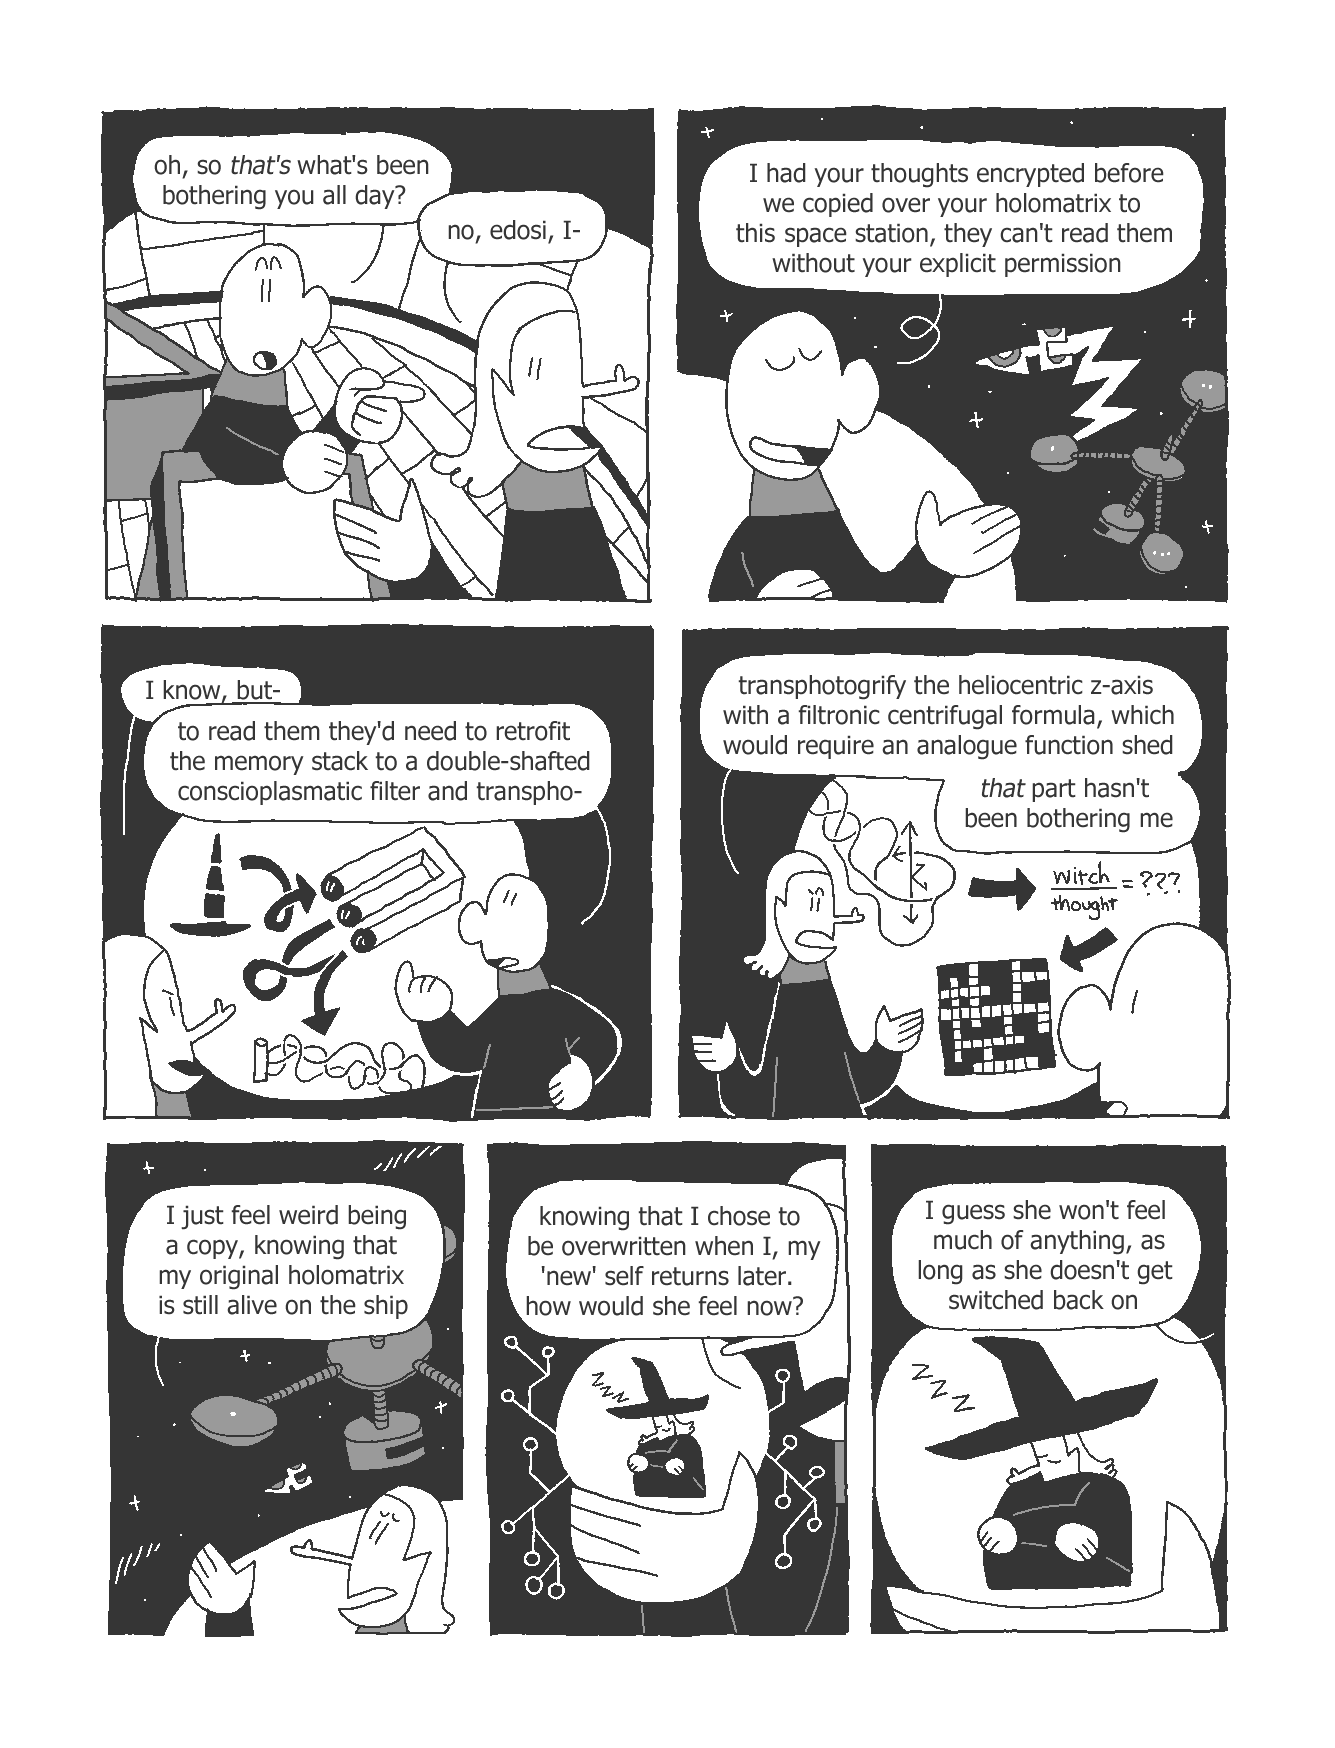 oh, so that's what's been
bothering you all day?
no, edosi, I-
I had your thoughts encrypted before
we copied over your holomatrix to
this space station, they can't read them
without your explicit permission
I know, but-
to read them they'd need to retrofit
the memory stack to a double-shafted
conscioplasmatic filter and transpho-
transphotogrify the heliocentric z-axis
with a filtronic centrifugal formula, which
would require an analogue function shed
that part hasn't
been bothering me
Z
witch
thought
= ???
I just feel weird being
a copy, knowing that
my original holomatrix
is still alive on the ship
knowing that I chose to
be overwritten when I, my
'new' self returns later.
how would she feel now?
ZZZZ
I guess she won't feel
much of anything, as
long as she doesn't get
switched back on
ZZZ